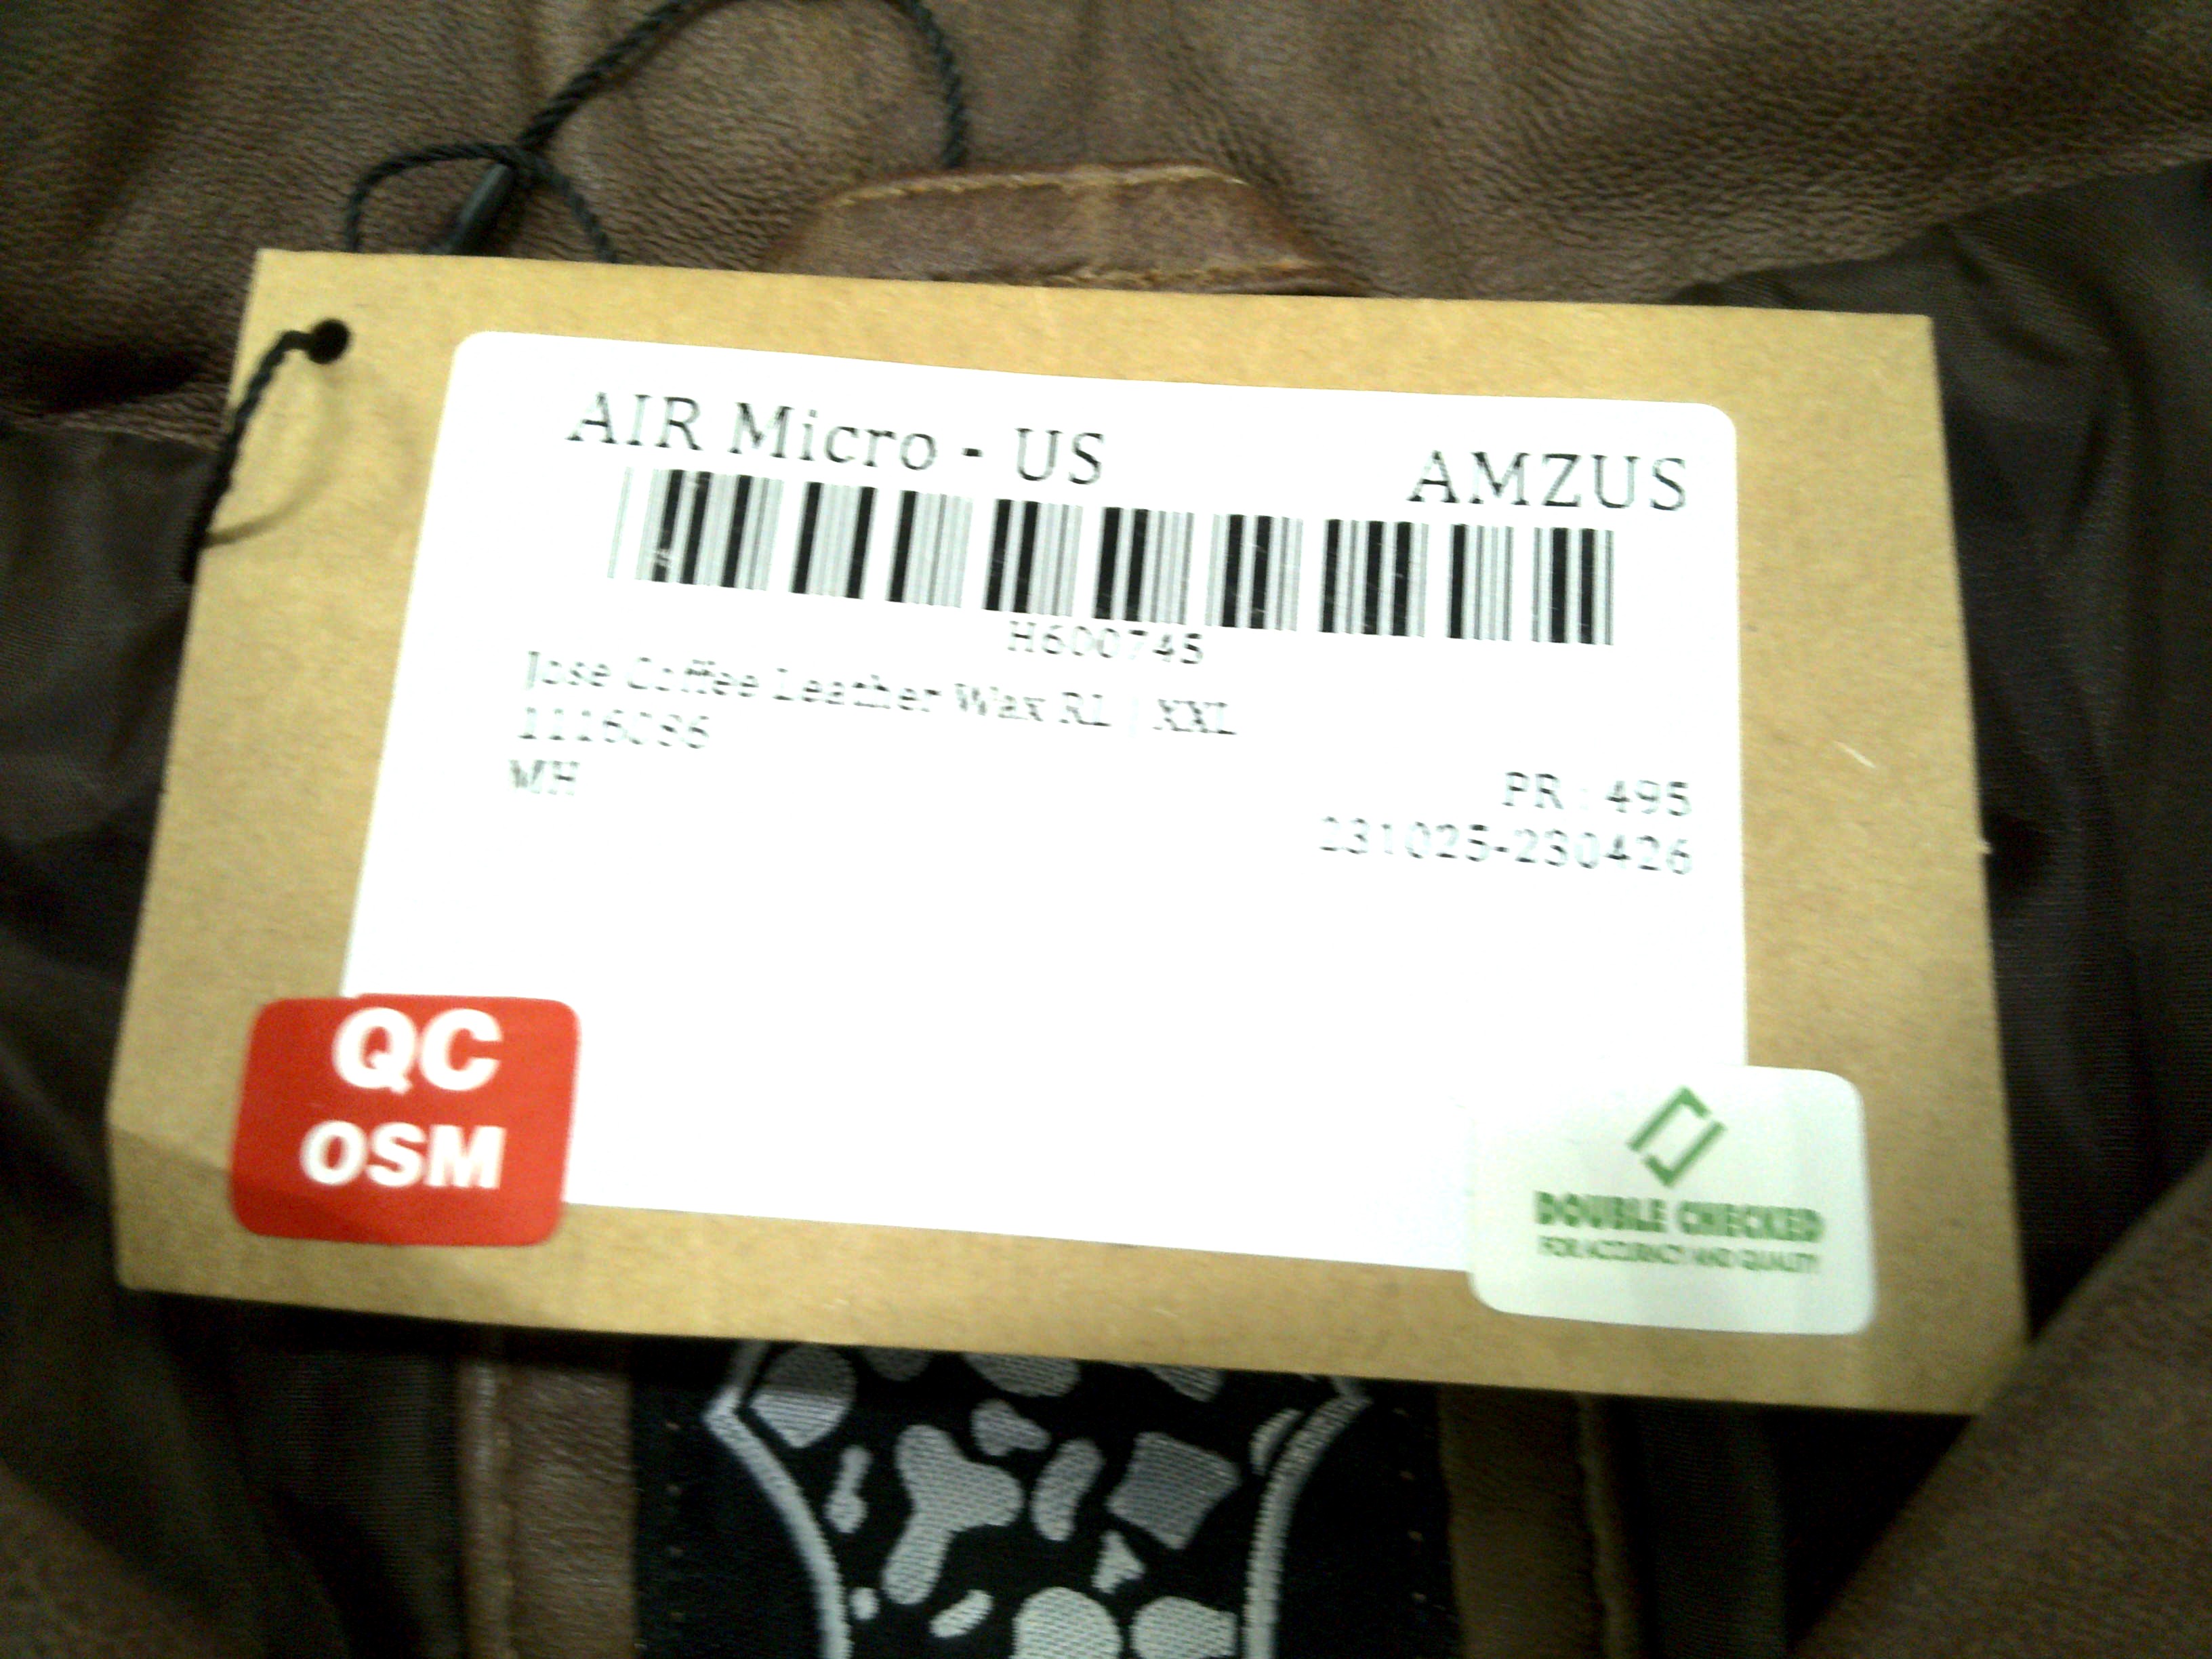 AIR Micro - US
AMZUS
H600745
Jose Coffee Leather Wax RL | XXL
1116086
MH
PR : 495
231025-230426
QC
OSM
DOUBLE CHECKED
FOR ACCURACY AND QUALITY